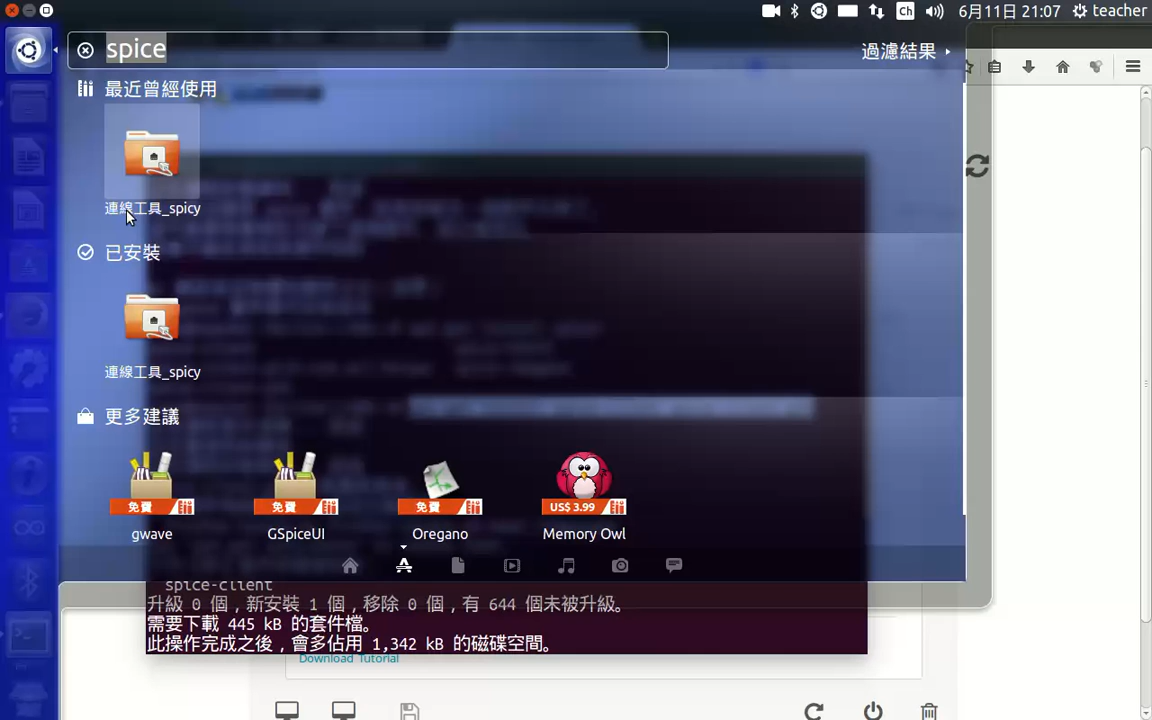 Ch
6月11日 21:07
teacher
spice
過濾結果
最近曾經使用
連線工具_spicy
已安裝
連線工具_spicy
更多建議
免費
免費
免費
US$ 3.99
gwave
GSpiceUI
Oregano
Memory Owl
spice-client
升級 0 個，新安裝 1 個，移除 0 個，有 644 個未被升級。
需要下載 445 kB 的套件檔。
此操作完成之後，會多佔用 1,342 kB 的磁碟空間。
Download Tutorial